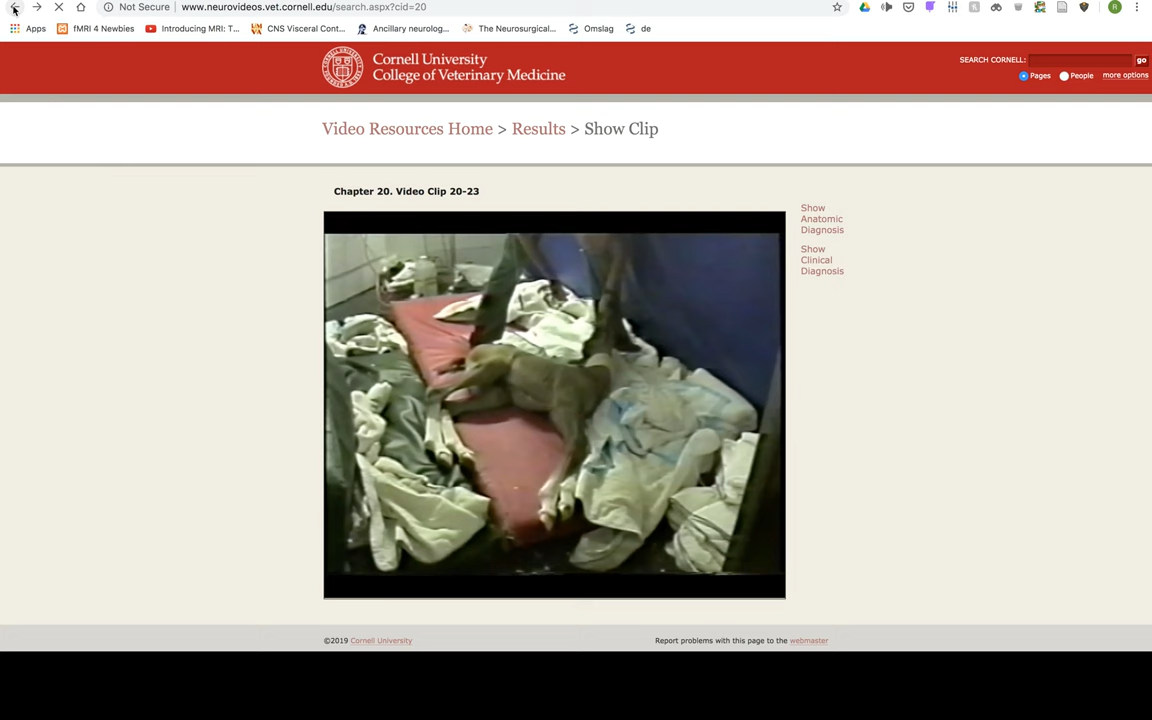 Not Secure www.neurovideos.vet.cornell.edu/search.aspx?cid=20 R
Apps fMRI 4 Newbies Introducing MRI: T... CNS Visceral Cont... Ancillary neurolog... The Neurosurgical... Omslag de
Cornell University
College of Veterinary Medicine
SEARCH CORNELL: go
Pages People more options
Video Resources Home > Results > Show Clip
Chapter 20. Video Clip 20-23
Show
Anatomic
Diagnosis
Show
Clinical
Diagnosis
©2019 Cornell University Report problems with this page to the webmaster